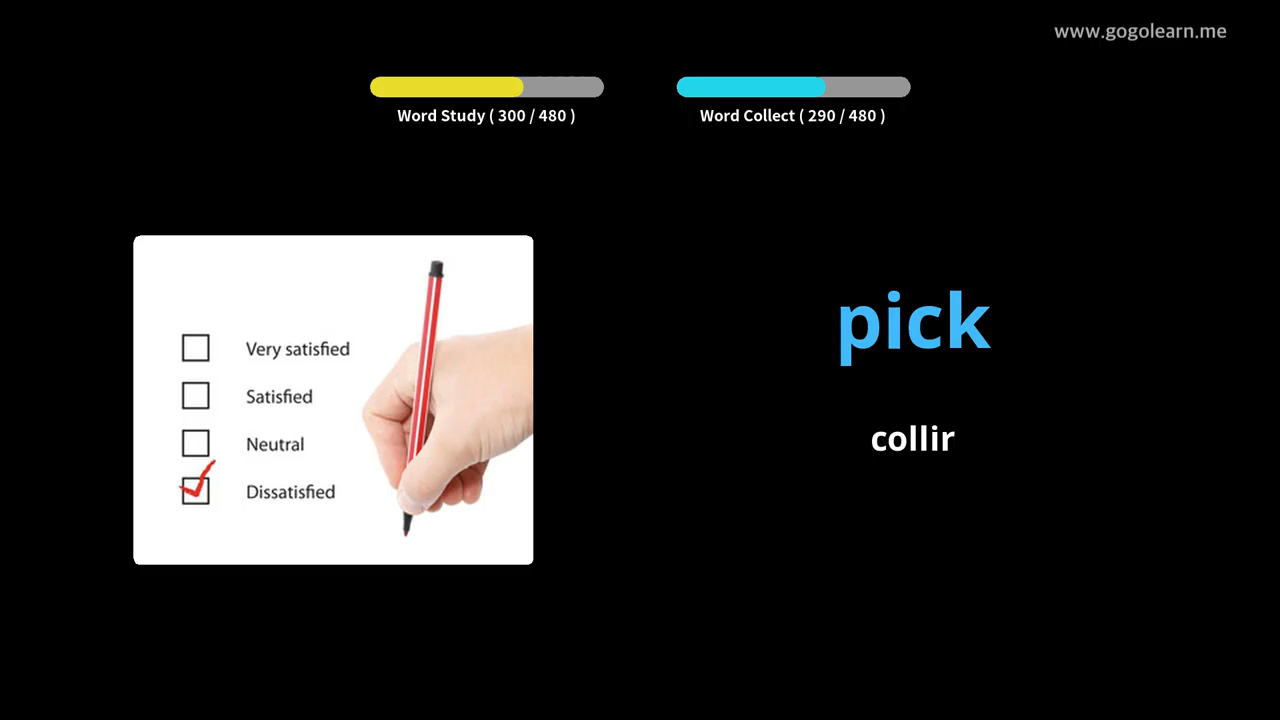 www.gogolearn.me
Word Study ( 300 / 480 )
Word Collect ( 290 / 480 )
Very satisfied
Satisfied
Neutral
Dissatisfied
pick
collir